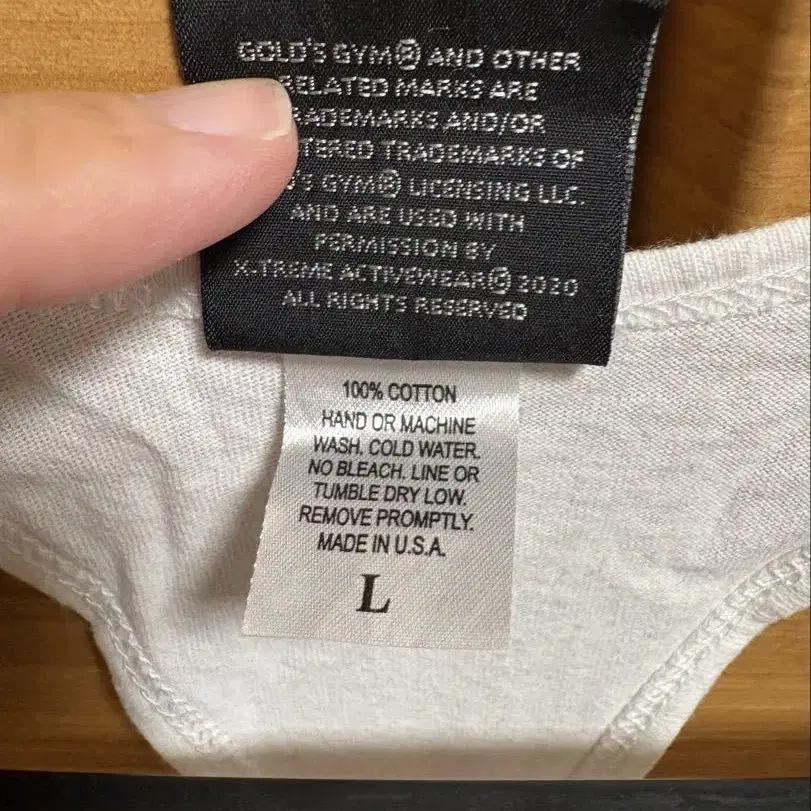 GOLD'S GYM® AND OTHER
RELATED MARKS ARE
RADEMARKS AND/OR
TERED TRADEMARKS OF
'S GYM® LICENSING LLC.
AND ARE USED WITH
PERMISSION BY
X-TREME ACTIVEWEAR© 2020
ALL RIGHTS RESERVED
100% COTTON
HAND OR MACHINE
WASH. COLD WATER.
NO BLEACH. LINE OR
TUMBLE DRY LOW.
REMOVE PROMPTLY.
MADE IN U.S.A.
L